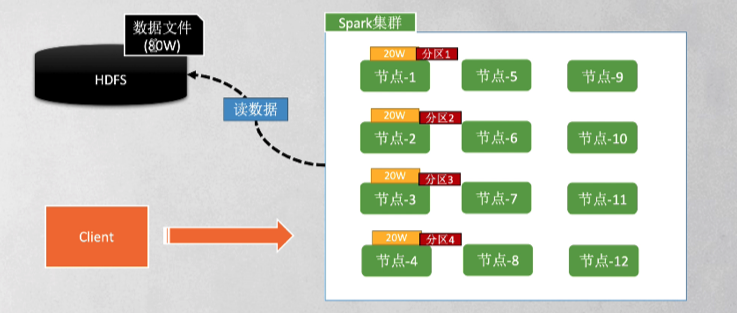 数据文件
(80W)
HDFS
读数据
Client
Spark集群
20W 分区1
节点-1 节点-5 节点-9
20W 分区2
节点-2 节点-6 节点-10
20W 分区3
节点-3 节点-7 节点-11
20W 分区4
节点-4 节点-8 节点-12